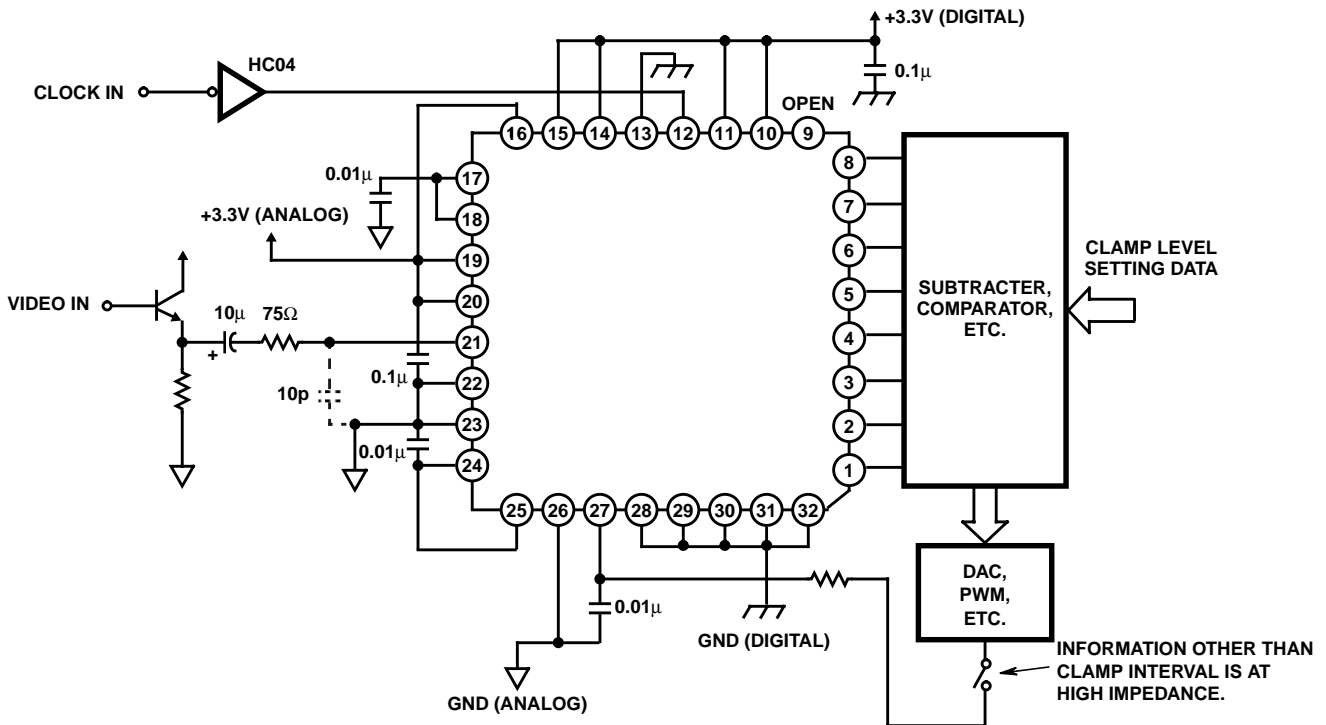 +3.3V (DIGITAL)
HC04
CLOCK IN
0.1μ
OPEN
16 15 14 13 12 11 10 9
8
7
6
5
4
3
2
1
17
18
19
20
21
22
23
24
25 26 27 28 29 30 31 32
0.01μ
+3.3V (ANALOG)
VIDEO IN
10μ
75Ω
+
10p
0.1μ
0.01μ
SUBTRACTER,
COMPARATOR,
ETC.
CLAMP LEVEL
SETTING DATA
0.01μ
GND (DIGITAL)
GND (ANALOG)
DAC,
PWM,
ETC.
INFORMATION OTHER THAN
CLAMP INTERVAL IS AT
HIGH IMPEDANCE.